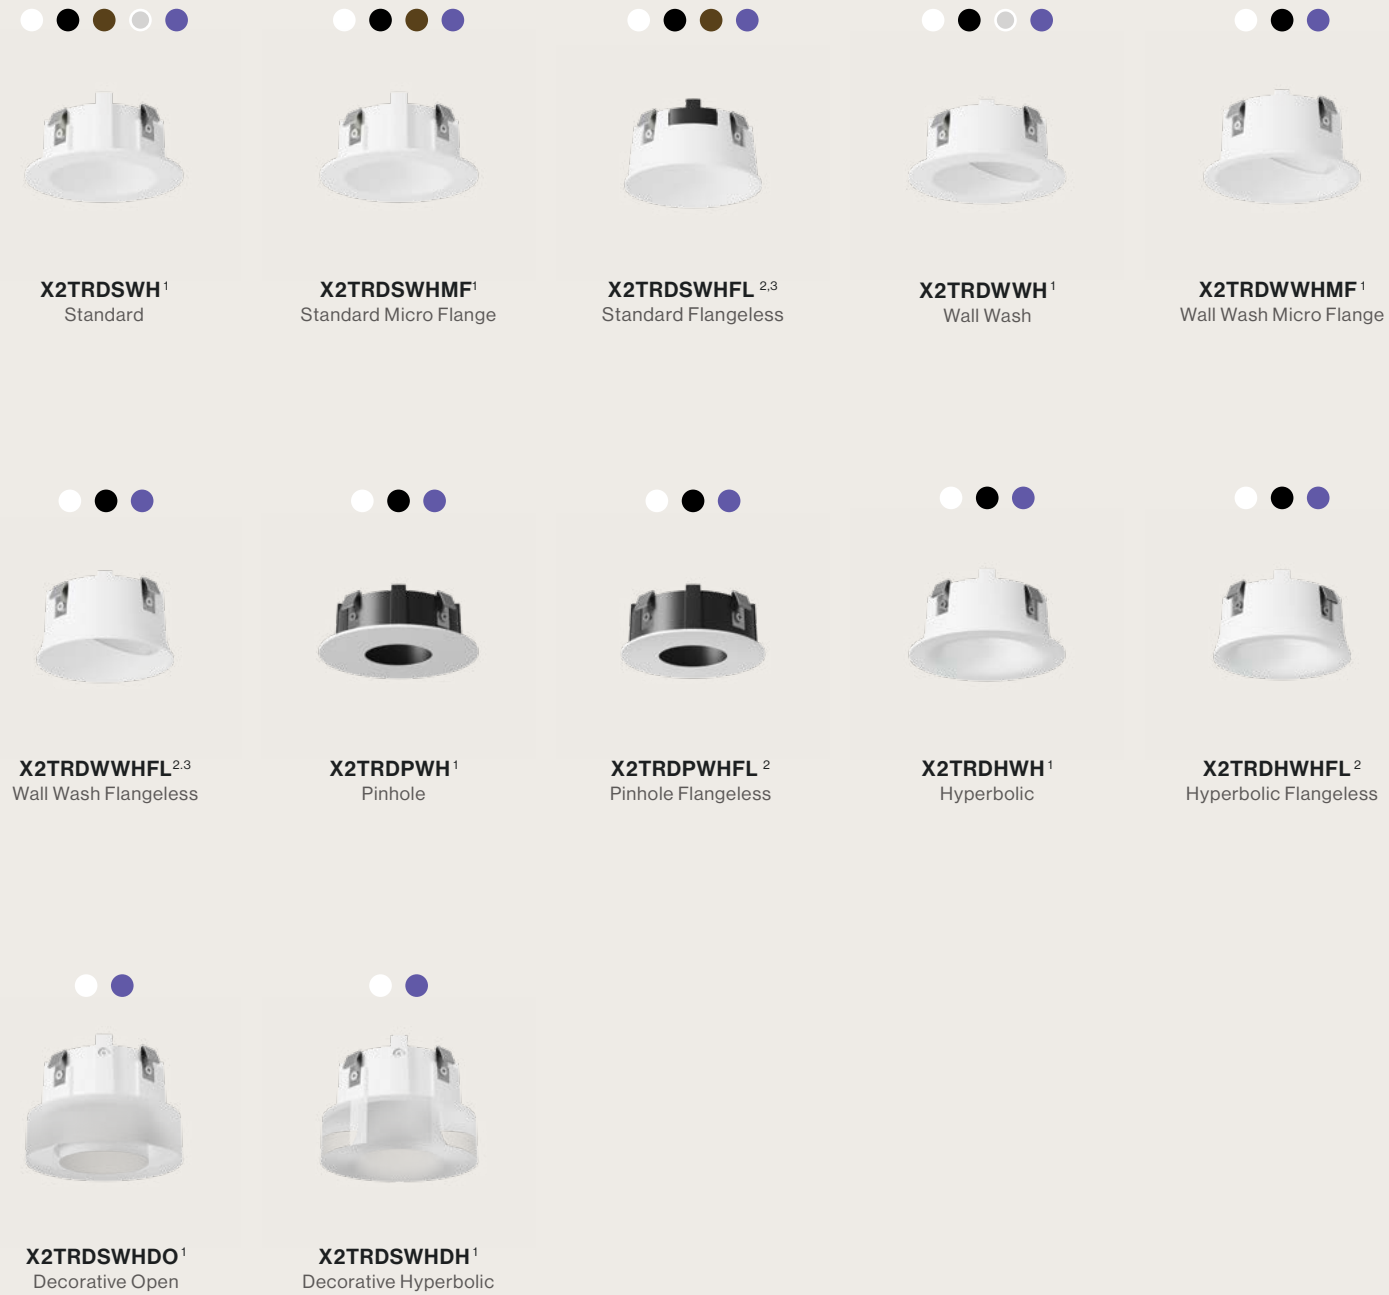 X2TRDSWH¹
Standard
X2TRDSWHMF¹
Standard Micro Flange
X2TRDSWHFL ²,³
Standard Flangeless
X2TRDWWH¹
Wall Wash
X2TRDWWHMF¹
Wall Wash Micro Flange
X2TRDWWHFL²·³
Wall Wash Flangeless
X2TRDPWH¹
Pinhole
X2TRDPWHFL ²
Pinhole Flangeless
X2TRDHWH¹
Hyperbolic
X2TRDHWHFL²
Hyperbolic Flangeless
X2TRDSWHDO¹
Decorative Open
X2TRDSWHDH¹
Decorative Hyperbolic